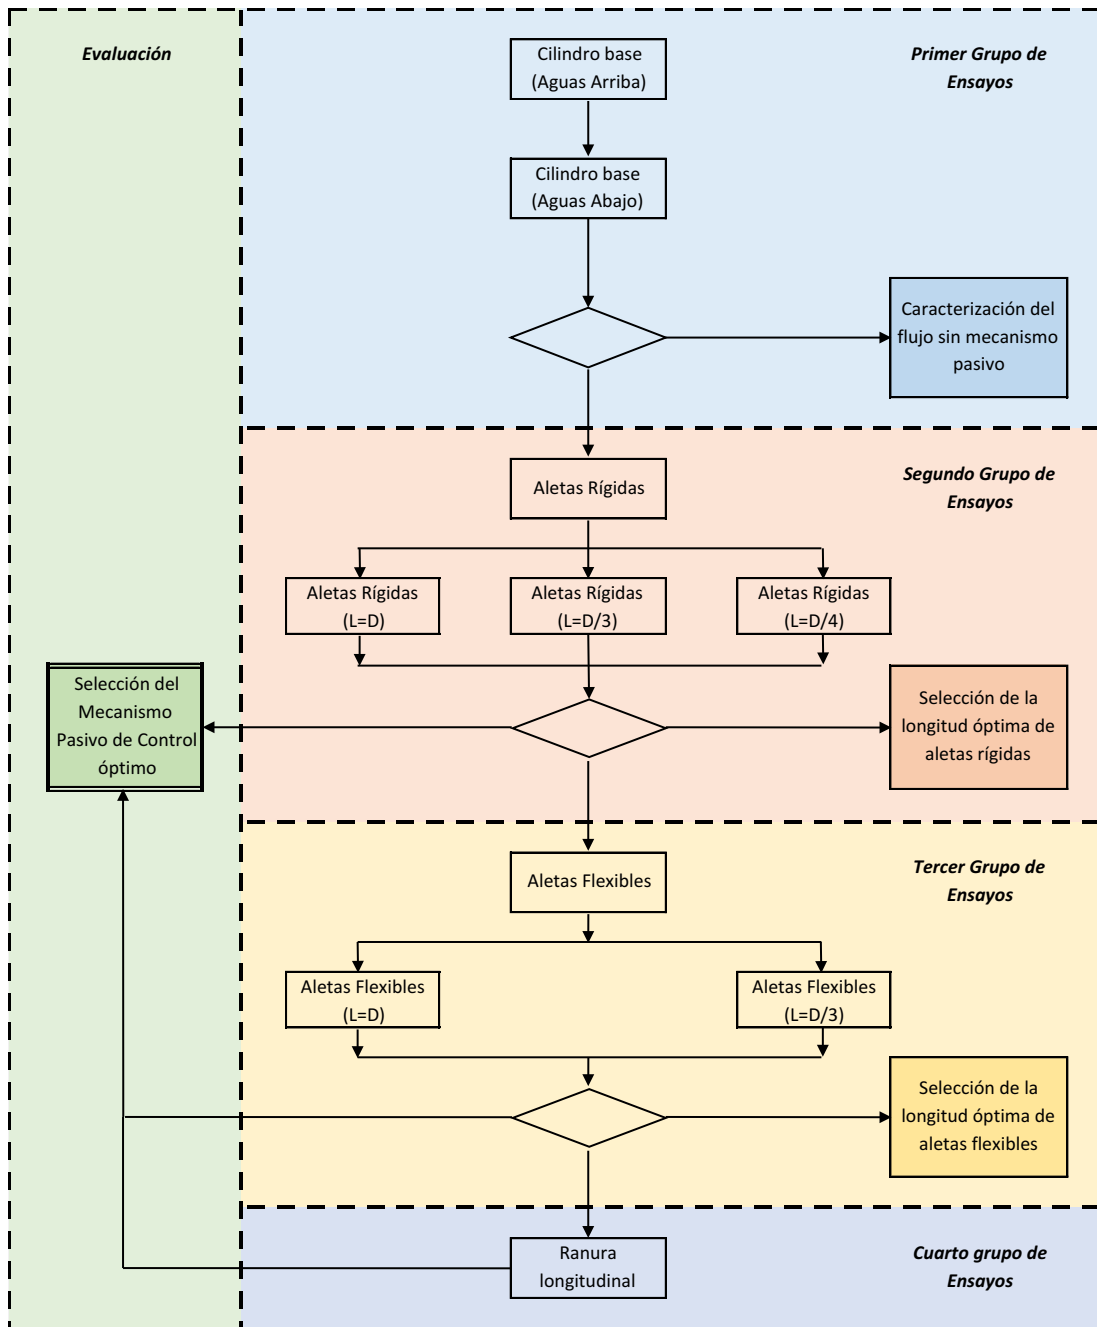 Evaluación
Cilindro base
(Aguas Arriba)
Primer Grupo de
Ensayos
Cilindro base
(Aguas Abajo)
Caracterización del
flujo sin mecanismo
pasivo
Segundo Grupo de
Ensayos
Aletas Rígidas
Aletas Rígidas
(L=D)
Aletas Rígidas
(L=D/3)
Aletas Rígidas
(L=D/4)
Selección del
Mecanismo
Pasivo de Control
óptimo
Selección de la
longitud óptima de
aletas rígidas
Tercer Grupo de
Ensayos
Aletas Flexibles
Aletas Flexibles
(L=D)
Aletas Flexibles
(L=D/3)
Selección de la
longitud óptima de
aletas flexibles
Ranura
longitudinal
Cuarto grupo de
Ensayos